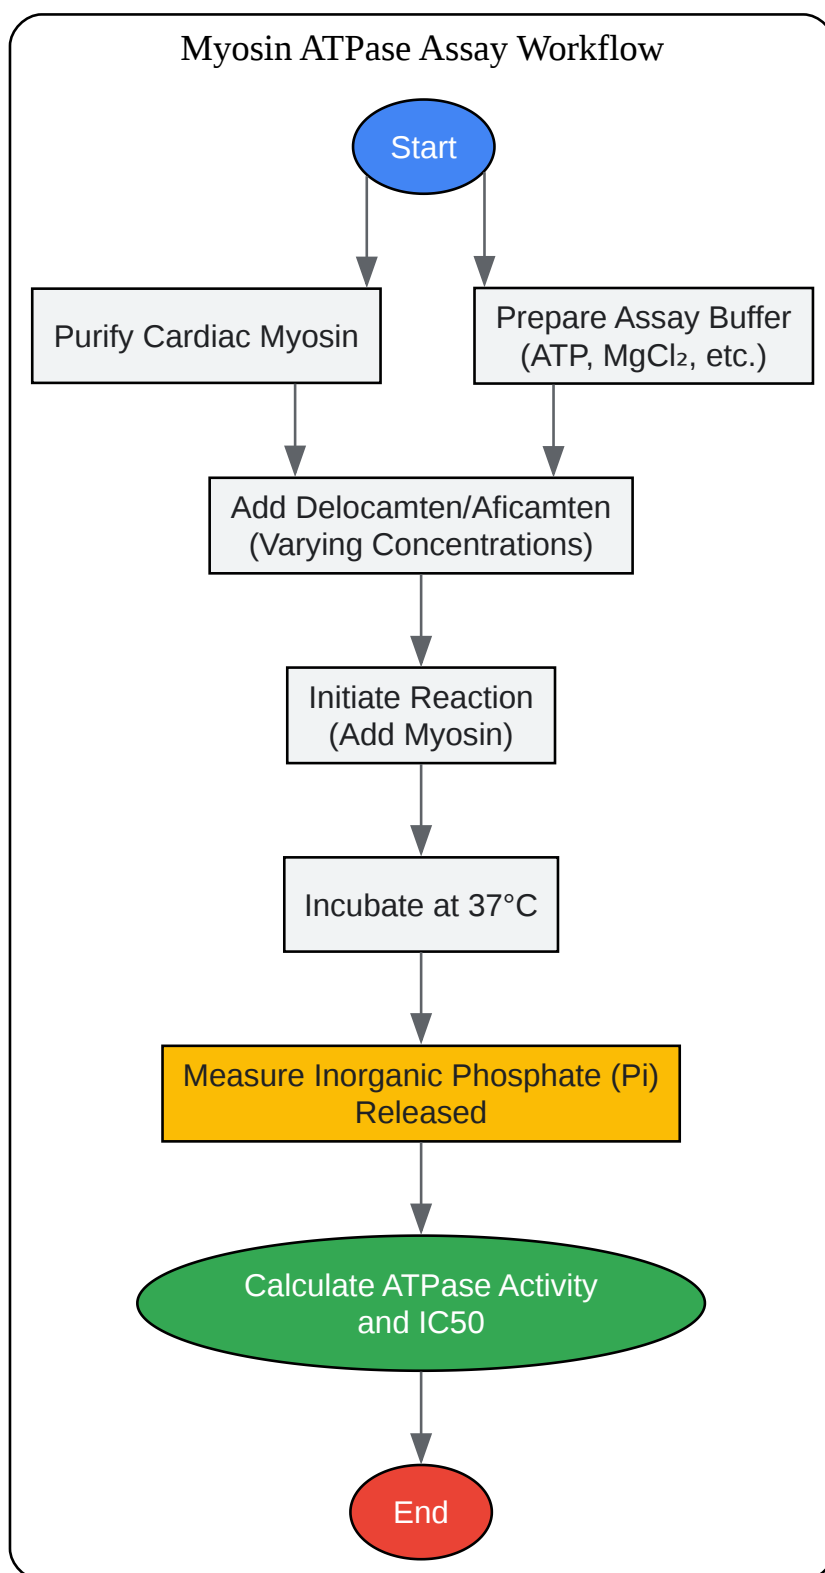 Myosin ATPase Assay Workflow
Start
Purify Cardiac Myosin
Prepare Assay Buffer
(ATP, MgCl₂, etc.)
Add Delocamten/Aficamten
(Varying Concentrations)
Initiate Reaction
(Add Myosin)
Incubate at 37°C
Measure Inorganic Phosphate (Pi)
Released
Calculate ATPase Activity
and IC50
End